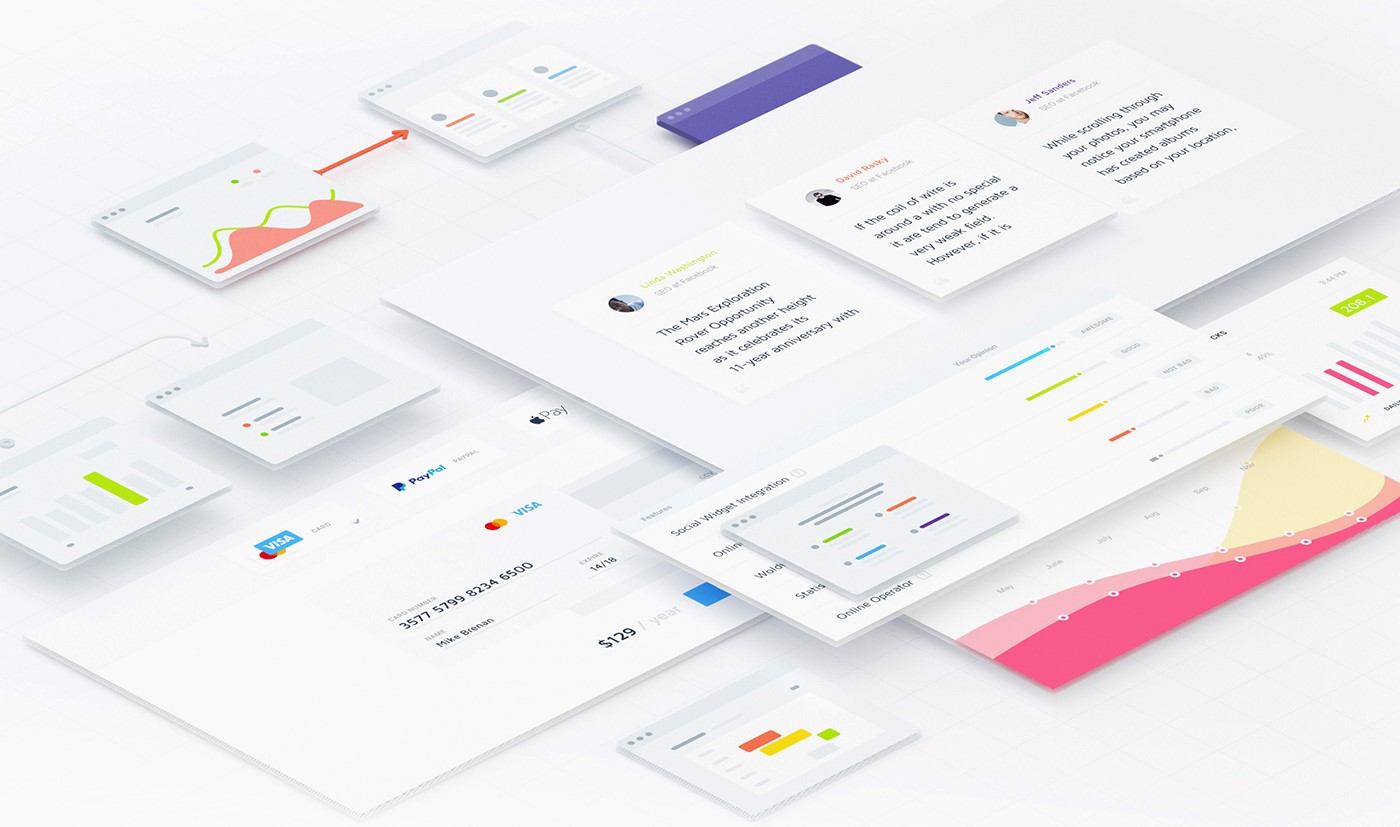 Jeff Sanders
SEO at Facebook
While scrolling through
your photos, you may
notice your smartphone
has created albums
based on your location,
David Rasky
SEO at Facebook
If the coil of wire is
around a with no special
it are tend to generate a
very weak field.
However, if it is
Linda Washington
SEO at Facebook
The Mars Exploration
Rover Opportunity
reaches another height
as it celebrates its
11-year anniversary with
3:44 PM
208.1
CKS
49%
DAIL
Your Opinion
AWESOME
GOOD
NOT BAD
BAD
POOR
Features
Social Widget Integration
Onlin
Statis
Online Operator
Pay
PayPal
PAYPAL
VISA
CARD
VISA
CARD NUMBER
3577 5799 8234 6500
EXPIRE
14/18
NAME
Mike Brenan
$129 / year
May
June
July
Aug
Sep
Nov